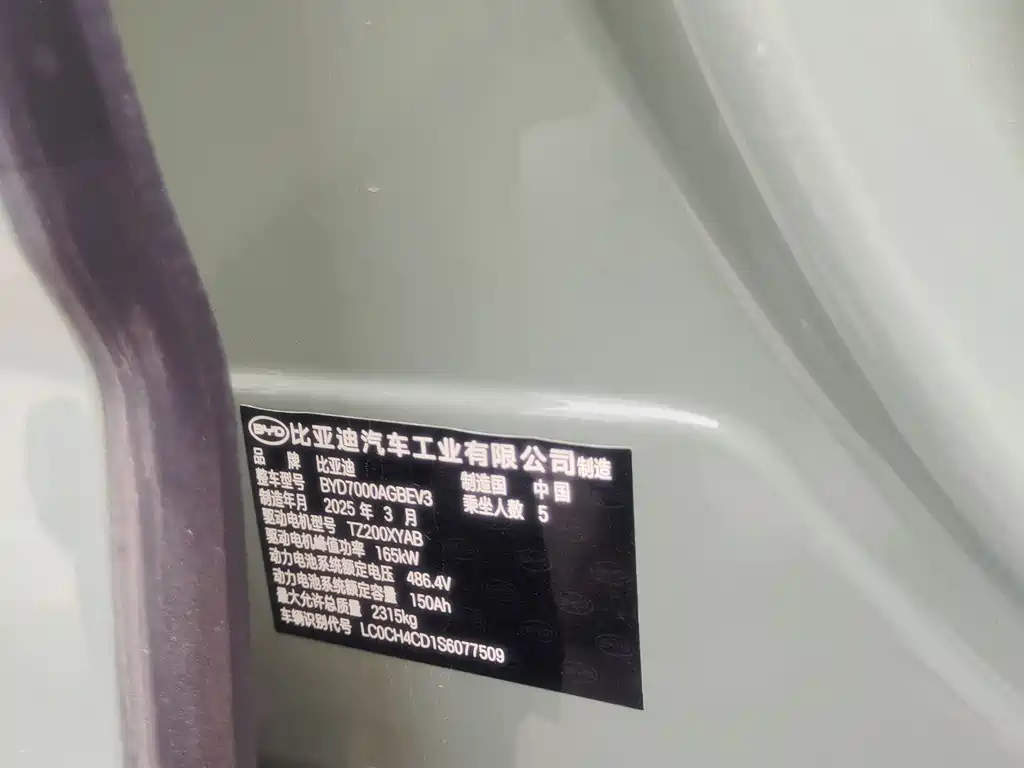 BYD 比亚迪汽车工业有限公司制造
品 牌 比亚迪 制造国 中国
整车型号 BYD7000AGBEV3 乘坐人数 5
制造年月 2025 年 3 月
驱动电机型号 TZ200XYAB
驱动电机峰值功率 165kW
动力电池系统额定电压 486.4V
动力电池系统额定容量 150Ah
最大允许总质量 2315kg
车辆识别代号 LC0CH4CD1S6077509